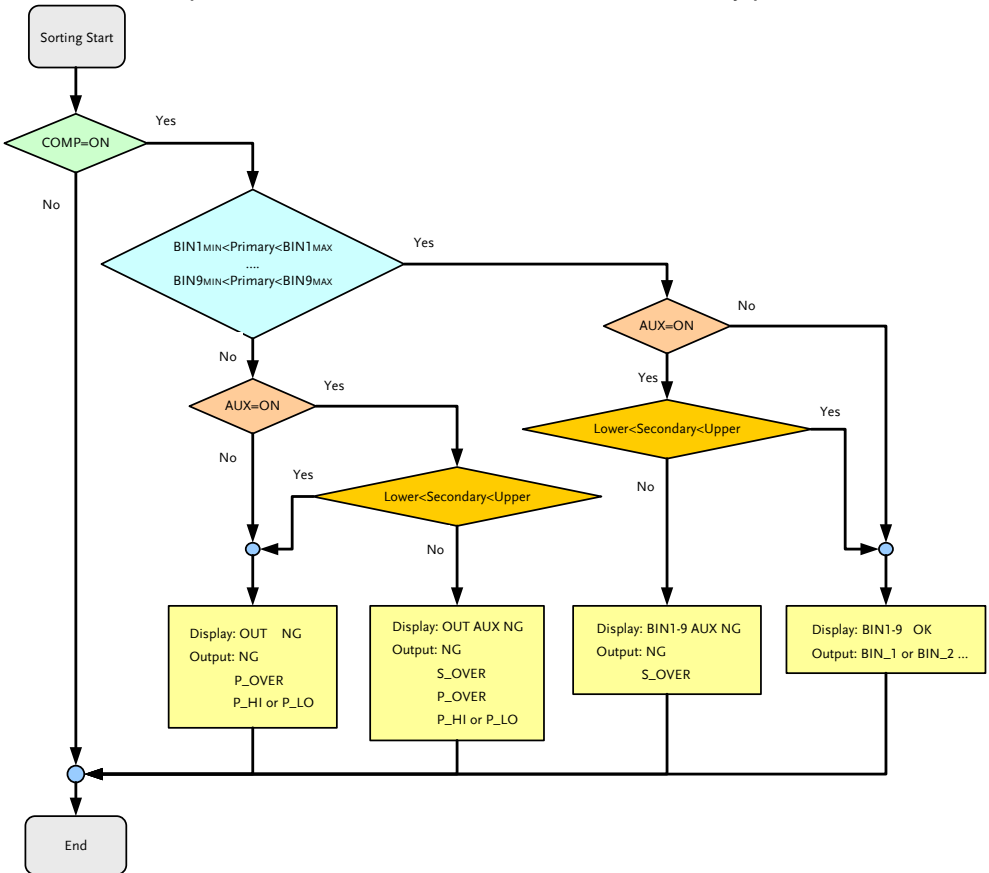 Sorting Start
Yes
COMP=ON
No
BIN1MIN<Primary<BIN1MAX
....
BIN9MIN<Primary<BIN9MAX
Yes
No
AUX=ON
No
Yes
AUX=ON
Yes
Lower<Secondary<Upper
Yes
No
No
Yes
Lower<Secondary<Upper
No
Display: OUT NG
Output: NG
P_OVER
P_HI or P_LO
Display: OUT AUX NG
Output: NG
S_OVER
P_OVER
P_HI or P_LO
Display: BIN1-9 AUX NG
Output: NG
S_OVER
Display: BIN1-9 OK
Output: BIN_1 or BIN_2 ...
End